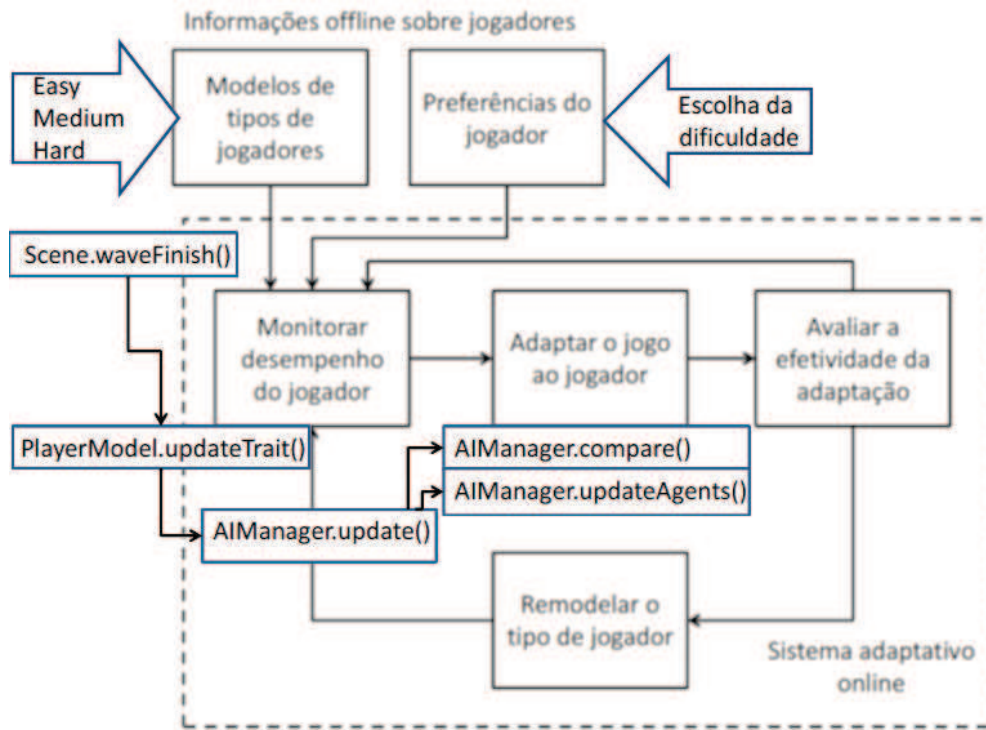 Informações offline sobre jogadores
Easy
Medium
Hard
Modelos de
tipos de
jogadores
Preferências do
jogador
Escolha da
dificuldade
Scene.waveFinish()
Monitorar
desempenho
do jogador
Adaptar o jogo
ao jogador
Avaliar a
efetividade da
adaptação
PlayerModel.updateTrait()
AIManager.compare()
AIManager.updateAgents()
AIManager.update()
Remodelar o
tipo de jogador
Sistema adaptativo
online